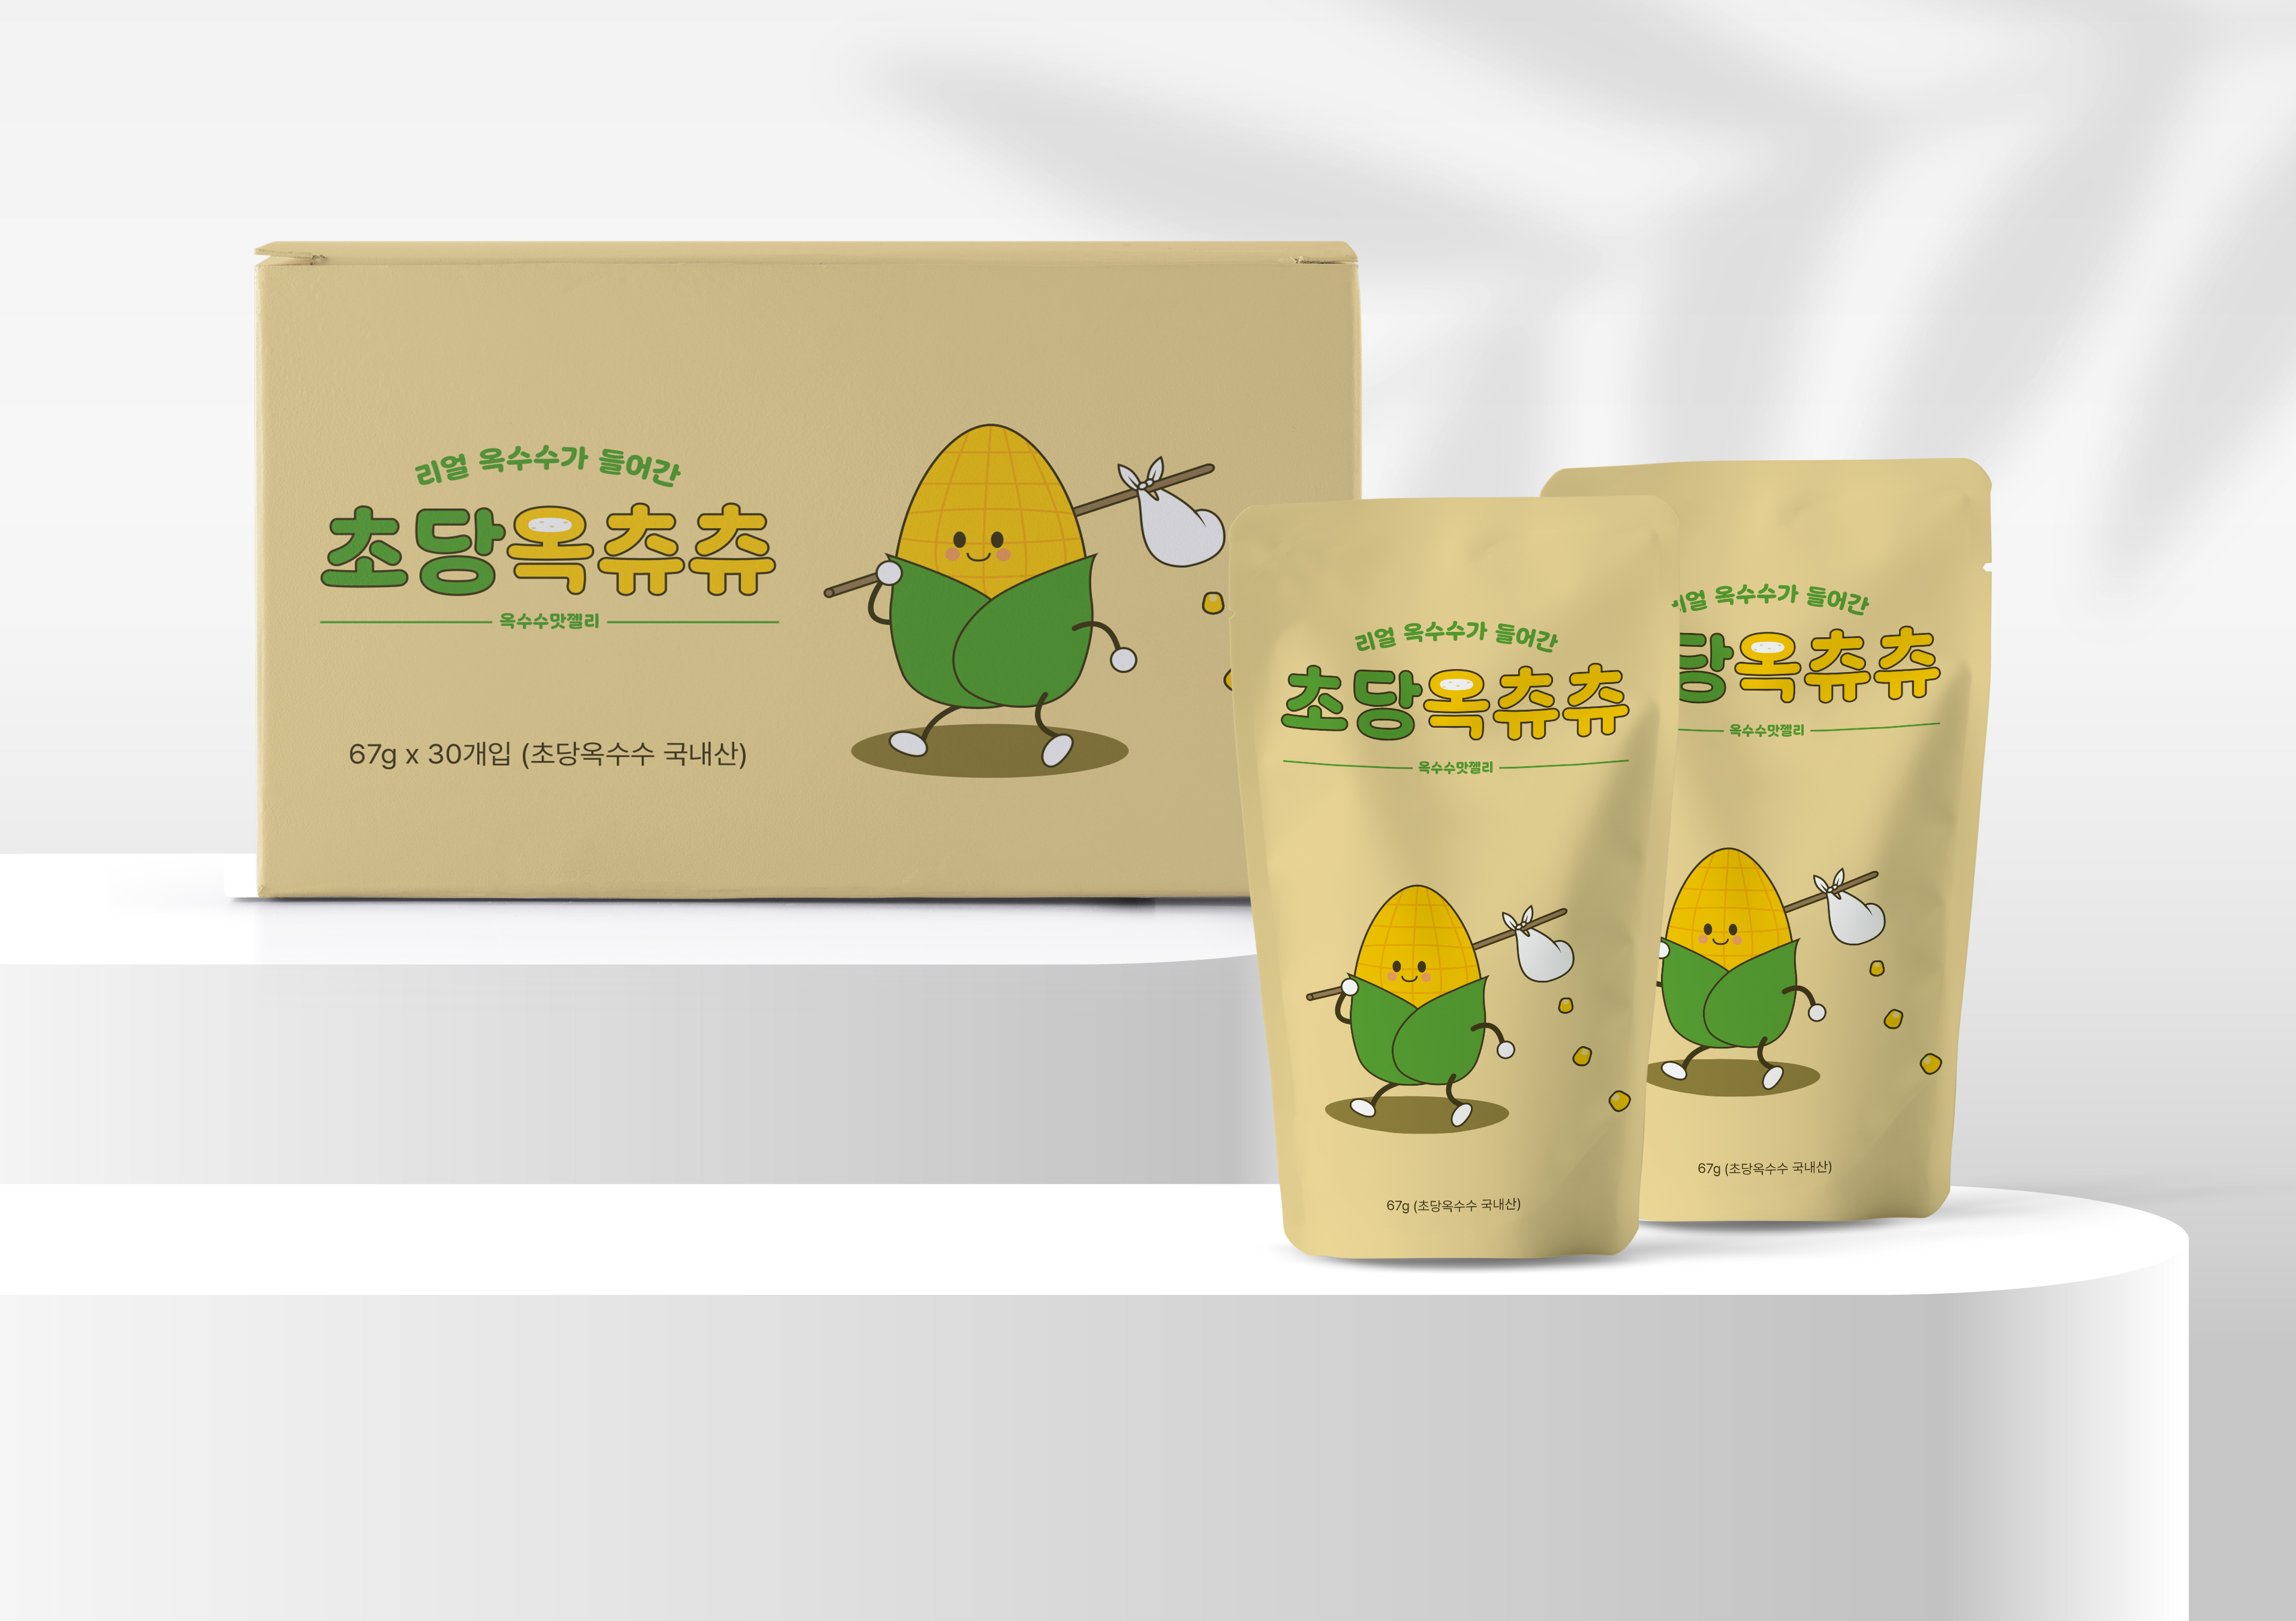 리얼 옥수수가 들어간
초당옥츄츄
옥수수맛젤리
67g x 30개입 (초당옥수수 국내산)
리얼 옥수수가 들어간
초당옥츄츄
옥수수맛젤리
67g (초당옥수수 국내산)
리얼 옥수수가 들어간
당옥츄츄
옥수수맛젤리
67g (초당옥수수 국내산)